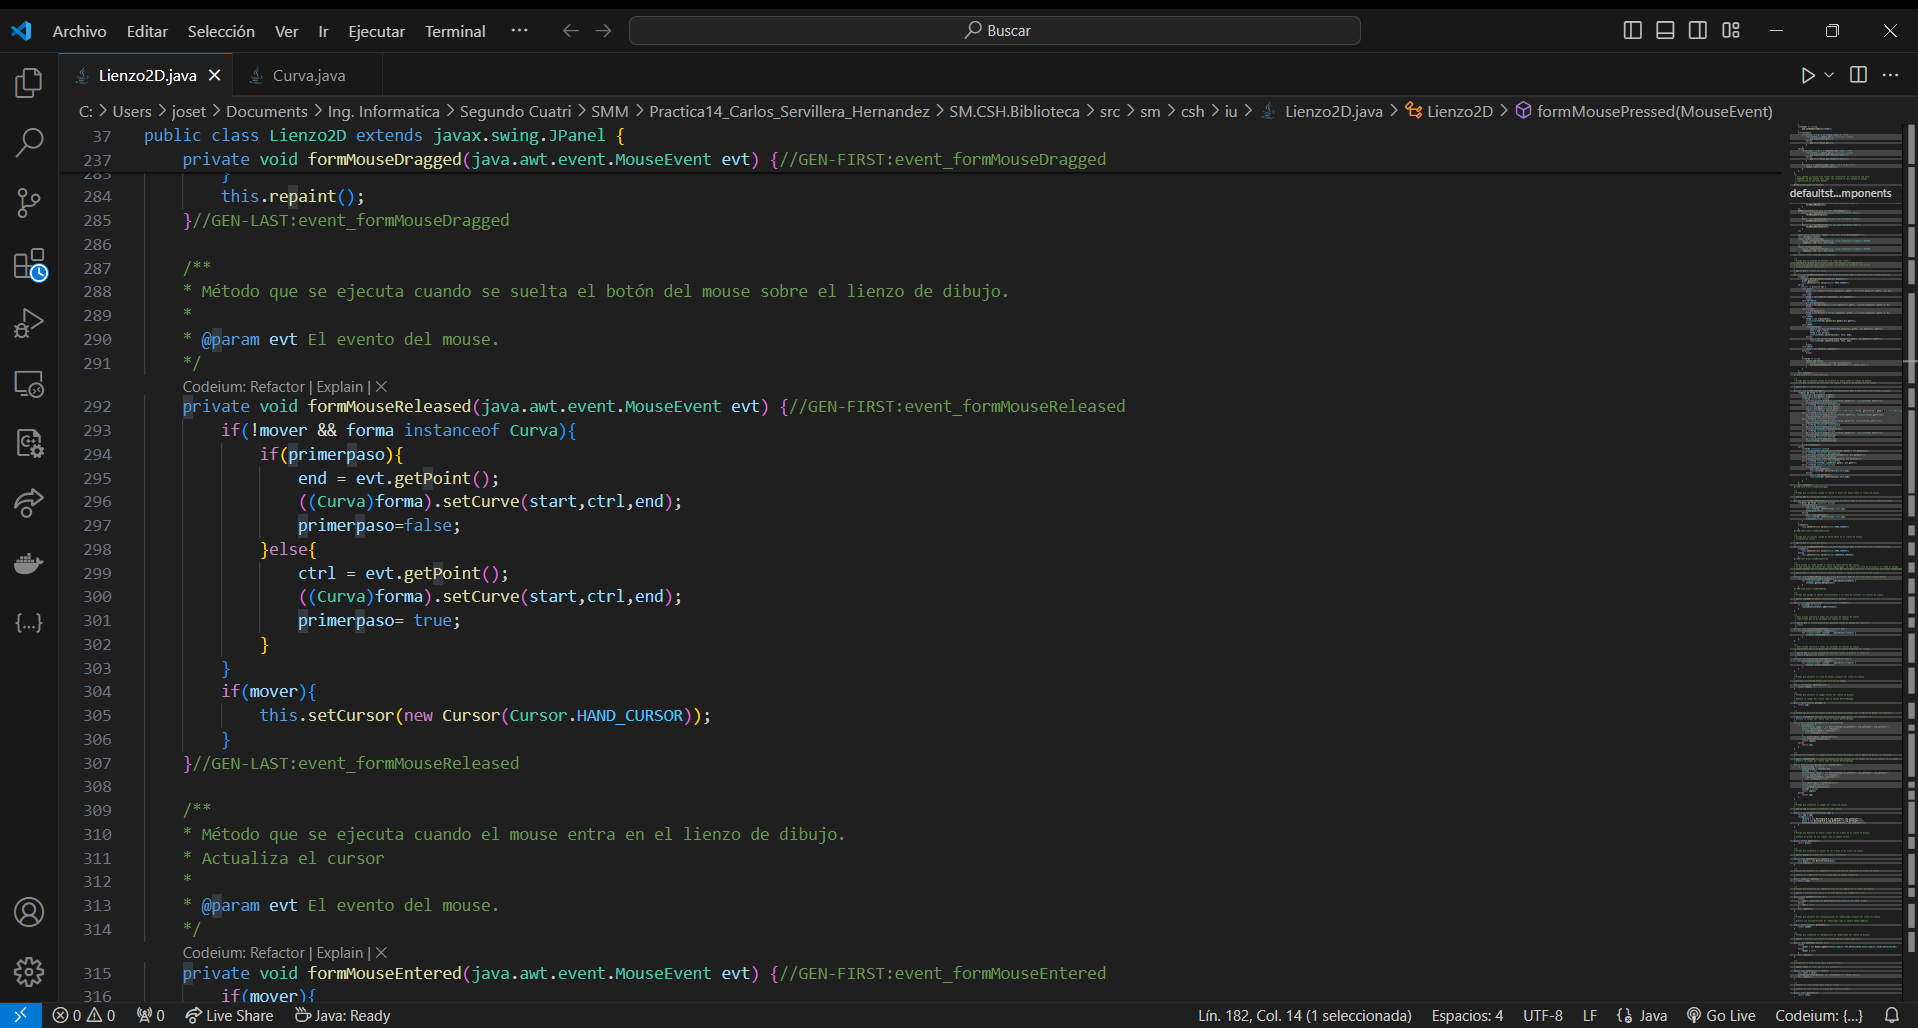 Archivo Editar Selección Ver Ir Ejecutar Terminal ··· Buscar
Lienzo2D.java Curva.java
C: > Users > joset > Documents > Ing. Informatica > Segundo Cuatri > SMM > Practica14_Carlos_Servillera_Hernandez > SM.CSH.Biblioteca > src > sm > csh > iu > Lienzo2D.java > Lienzo2D > formMousePressed(MouseEvent)
37 public class Lienzo2D extends javax.swing.JPanel {
237 private void formMouseDragged(java.awt.event.MouseEvent evt) {//GEN-FIRST:event_formMouseDragged
283 }
284 this.repaint();
285 }//GEN-LAST:event_formMouseDragged
286
287 /**
288 * Método que se ejecuta cuando se suelta el botón del mouse sobre el lienzo de dibujo.
289 *
290 * @param evt El evento del mouse.
291 */
Codeium: Refactor | Explain | X
292 private void formMouseReleased(java.awt.event.MouseEvent evt) {//GEN-FIRST:event_formMouseReleased
293 if(!mover && forma instanceof Curva){
294 if(primerpaso){
295 end = evt.getPoint();
296 ((Curva)forma).setCurve(start,ctrl,end);
297 primerpaso=false;
298 }else{
299 ctrl = evt.getPoint();
300 ((Curva)forma).setCurve(start,ctrl,end);
301 primerpaso= true;
302 }
303 }
304 if(mover){
305 this.setCursor(new Cursor(Cursor.HAND_CURSOR));
306 }
307 }//GEN-LAST:event_formMouseReleased
308
309 /**
310 * Método que se ejecuta cuando el mouse entra en el lienzo de dibujo.
311 * Actualiza el cursor
312 *
313 * @param evt El evento del mouse.
314 */
Codeium: Refactor | Explain | X
315 private void formMouseEntered(java.awt.event.MouseEvent evt) {//GEN-FIRST:event_formMouseEntered
316 if(mover){
defaultst...mponents
0 0 0 Live Share Java: Ready Lín. 182, Col. 14 (1 seleccionada) Espacios: 4 UTF-8 LF Java Go Live Codeium: {...}